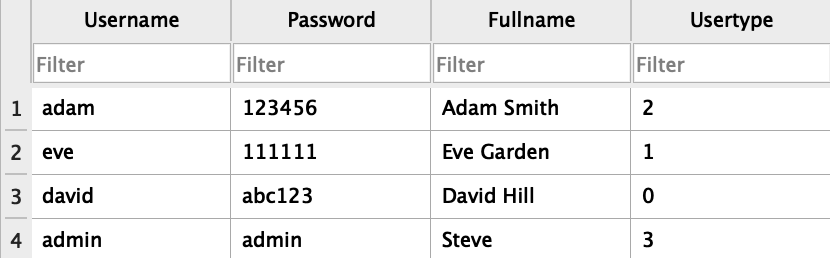 Username Password Fullname Usertype
Filter Filter Filter Filter
1 adam 123456 Adam Smith 2
2 eve 111111 Eve Garden 1
3 david abc123 David Hill 0
4 admin admin Steve 3